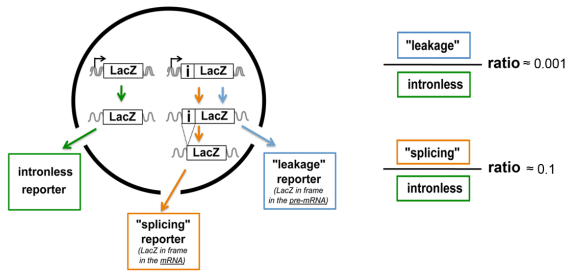 LacZ
i LacZ
LacZ
i LacZ
LacZ
intronless
reporter
"splicing"
reporter
(LacZ in frame
in the mRNA)
"leakage"
reporter
(LacZ in frame
in the pre-mRNA)
"leakage"
ratio ≈ 0.001
intronless
"splicing"
ratio ≈ 0.1
intronless